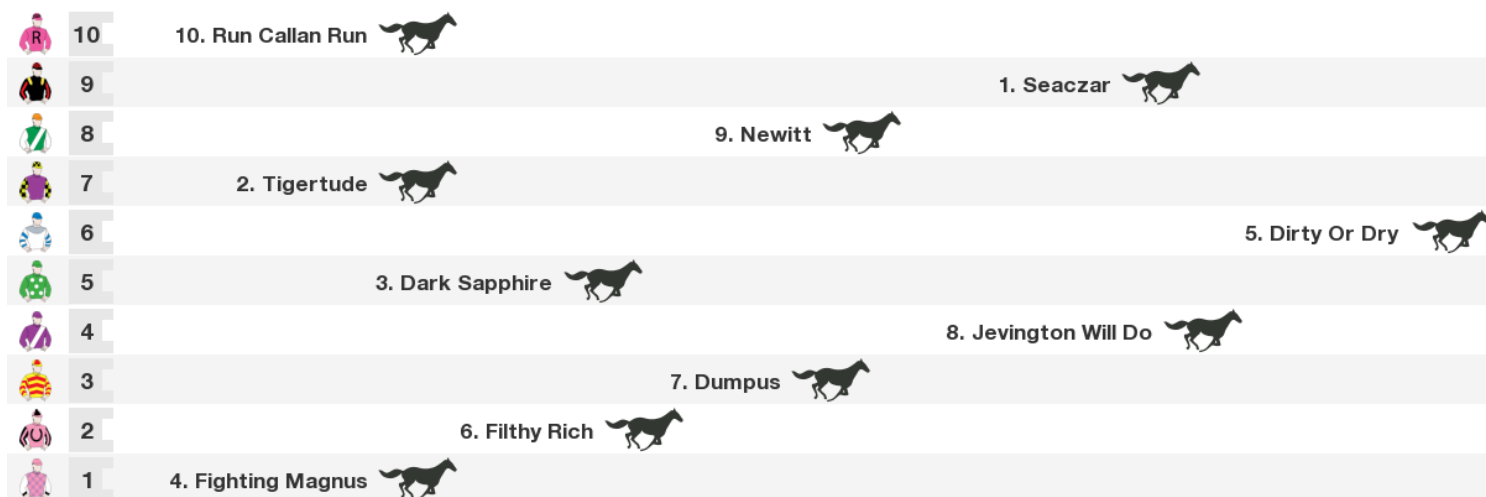 10 10. Run Callan Run
9 1. Seaczar
8 9. Newitt
7 2. Tigertude
6 5. Dirty Or Dry
5 3. Dark Sapphire
4 8. Jevington Will Do
3 7. Dumpus
2 6. Filthy Rich
1 4. Fighting Magnus